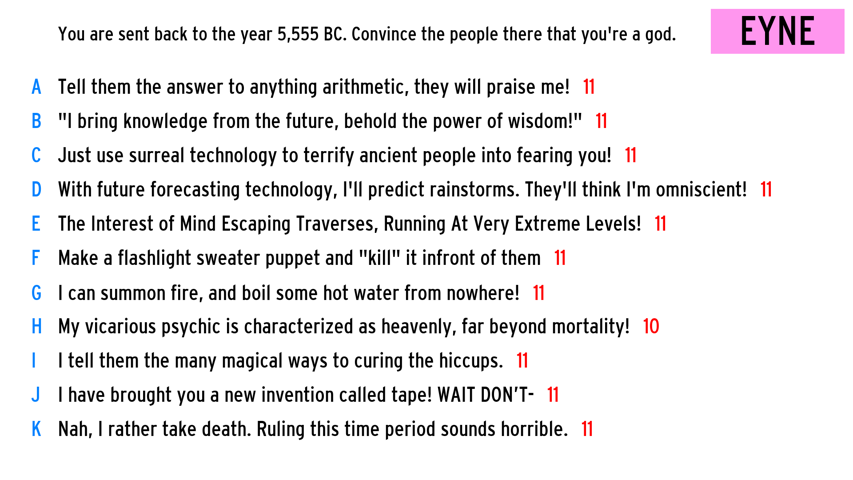 You are sent back to the year 5,555 BC. Convince the people there that you're a god.
EYNE
A Tell them the answer to anything arithmetic, they will praise me! 11
B "I bring knowledge from the future, behold the power of wisdom!" 11
C Just use surreal technology to terrify ancient people into fearing you! 11
D With future forecasting technology, I'll predict rainstorms. They'll think I'm omniscient! 11
E The Interest of Mind Escaping Traverses, Running At Very Extreme Levels! 11
F Make a flashlight sweater puppet and "kill" it infront of them 11
G I can summon fire, and boil some hot water from nowhere! 11
H My vicarious psychic is characterized as heavenly, far beyond mortality! 10
I I tell them the many magical ways to curing the hiccups. 11
J I have brought you a new invention called tape! WAIT DON'T- 11
K Nah, I rather take death. Ruling this time period sounds horrible. 11